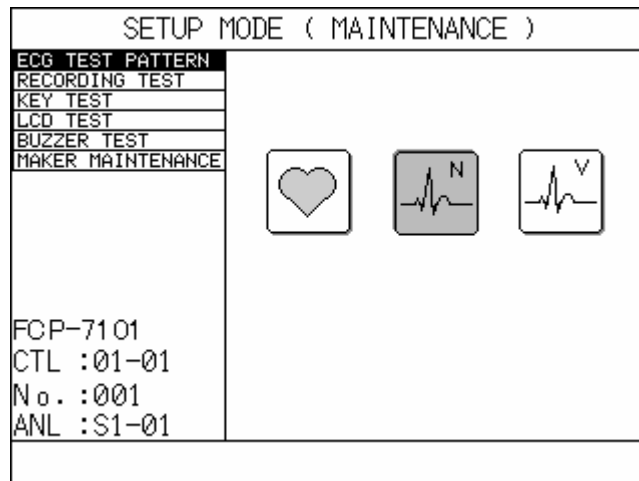 SETUP MODE ( MAINTENANCE )
ECG TEST PATTERN
RECORDING TEST
KEY TEST
LCD TEST
BUZZER TEST
MAKER MAINTENANCE
N
V
FCP-7101
CTL :01-01
No. :001
ANL :S1-01